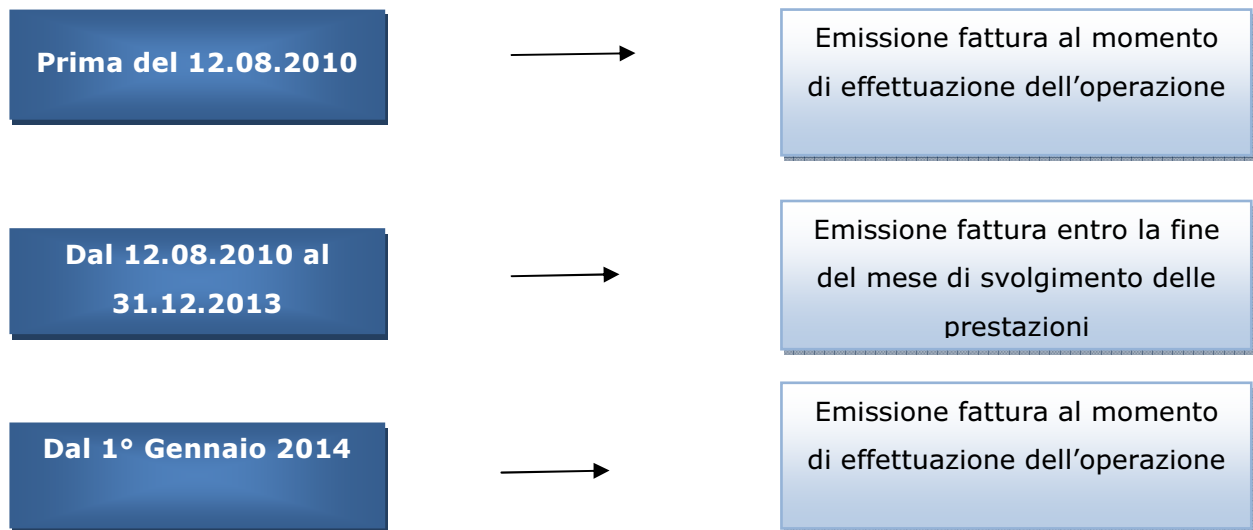 Prima del 12.08.2010
Emissione fattura al momento
di effettuazione dell’operazione
Dal 12.08.2010 al
31.12.2013
Emissione fattura entro la fine
del mese di svolgimento delle
prestazioni
Dal 1° Gennaio 2014
Emissione fattura al momento
di effettuazione dell’operazione